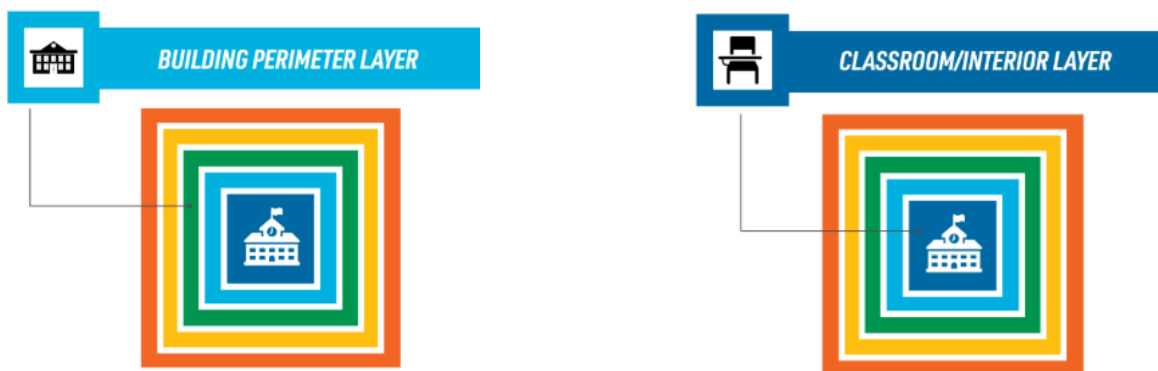 BUILDING PERIMETER LAYER
CLASSROOM/INTERIOR LAYER